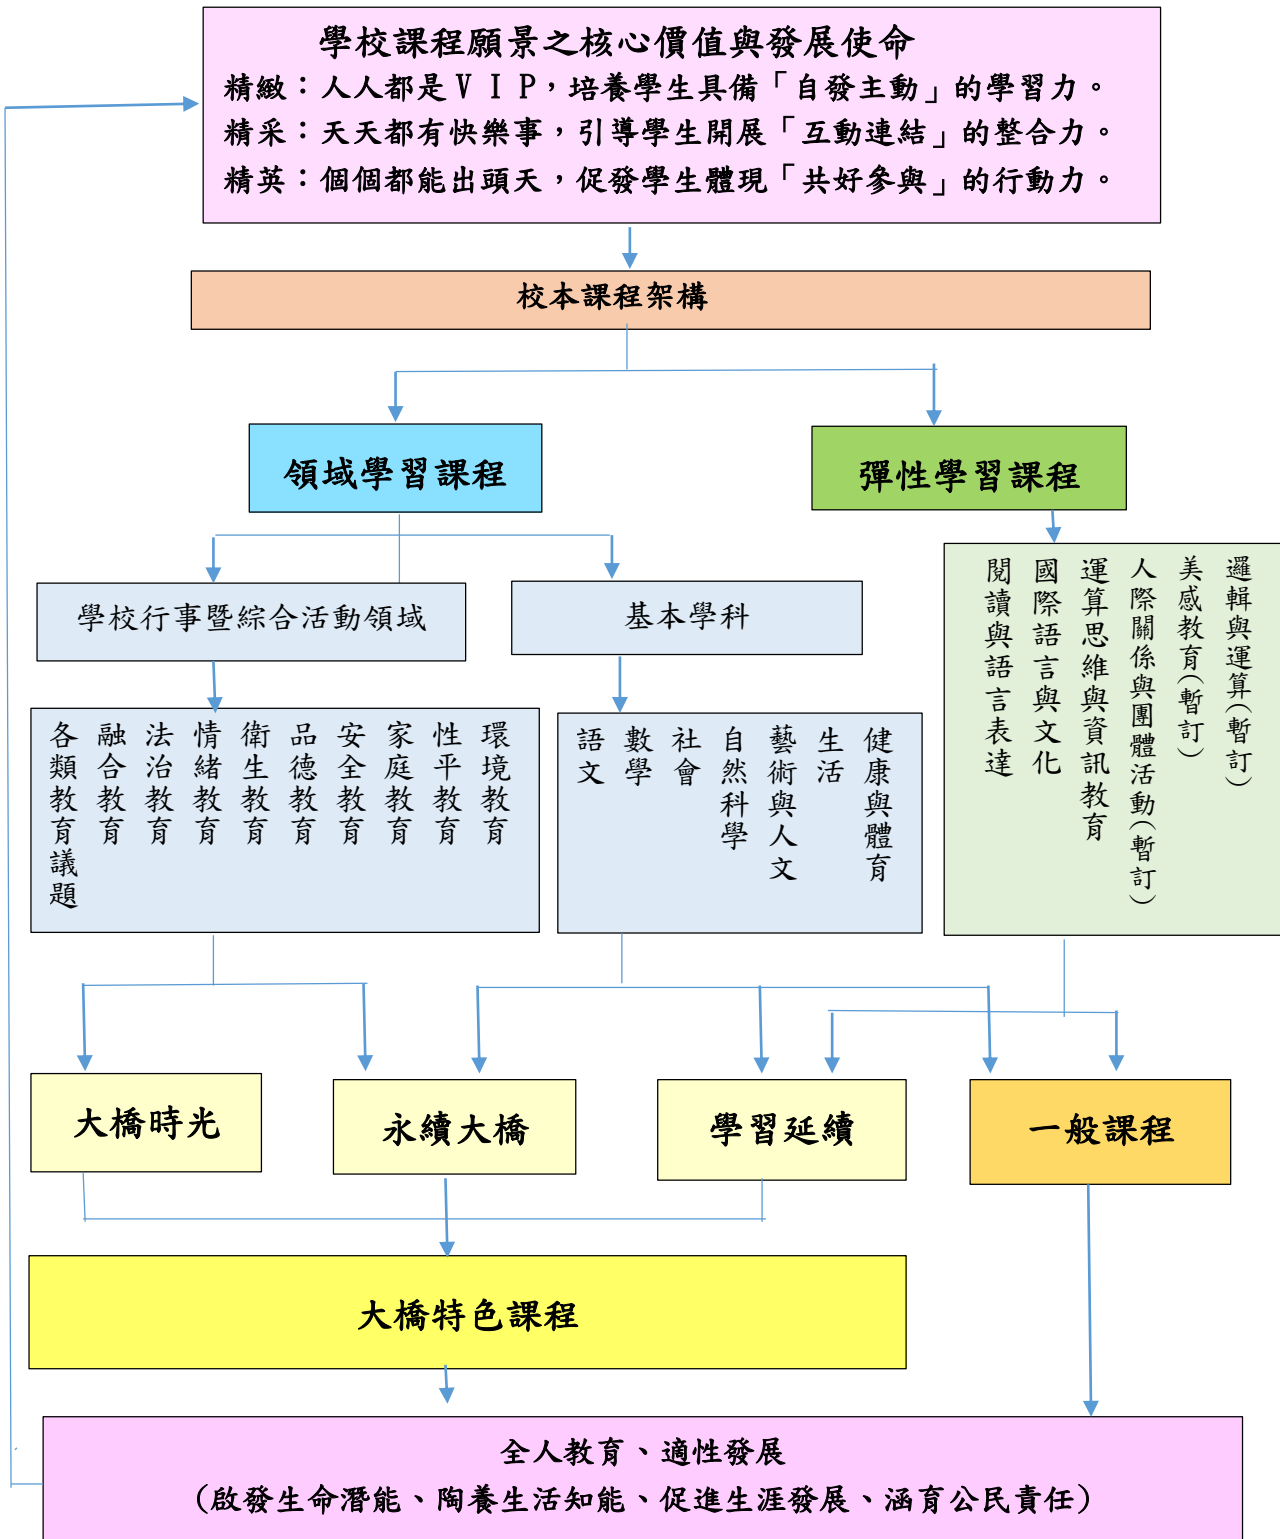 學校課程願景之核心價值與發展使命
精緻：人人都是ＶＩＰ，培養學生具備「自發主動」的學習力。
精采：天天都有快樂事，引導學生開展「互動連結」的整合力。
精英：個個都能出頭天，促發學生體現「共好參與」的行動力。
校本課程架構
領域學習課程
彈性學習課程
學校行事暨綜合活動領域
基本學科
環境教育
性平教育
家庭教育
安全教育
品德教育
衛生教育
情緒教育
法治教育
融合教育
各類教育議題
健康與體育
生活
藝術與人文
自然科學
社會
數學
語文
邏輯與運算(暫訂)
美感教育(暫訂)
人際關係與團體活動(暫訂)
運算思維與資訊教育
國際語言與文化
閱讀與語言表達
大橋時光
永續大橋
學習延續
一般課程
大橋特色課程
全人教育、適性發展
(啟發生命潛能、陶養生活知能、促進生涯發展、涵育公民責任)